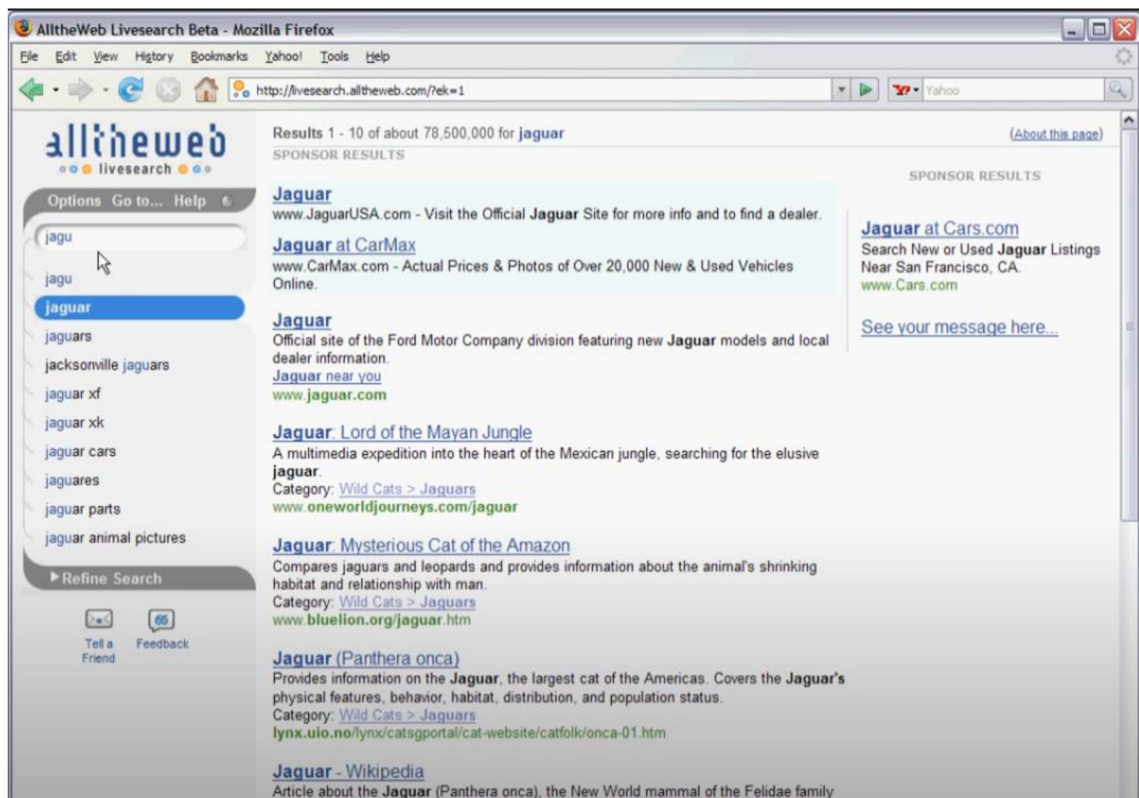 AlltheWeb Livesearch Beta - Mozilla Firefox
File Edit View History Bookmarks Yahoo! Tools Help
http://livesearch.alltheweb.com/?ek=1
Yahoo
alltheweb
livesearch
Options Go to... Help
jagu
jagu
jaguar
jaguars
jacksonville jaguars
jaguar xf
jaguar xk
jaguar cars
jaguares
jaguar parts
jaguar animal pictures
Refine Search
Tell a
Friend
Feedback
Results 1 - 10 of about 78,500,000 for jaguar
(About this page)
SPONSOR RESULTS
Jaguar
www.JaguarUSA.com - Visit the Official Jaguar Site for more info and to find a dealer.
Jaguar at CarMax
www.CarMax.com - Actual Prices & Photos of Over 20,000 New & Used Vehicles
Online.
Jaguar
Official site of the Ford Motor Company division featuring new Jaguar models and local
dealer information.
Jaguar near you
www.jaguar.com
Jaguar: Lord of the Mayan Jungle
A multimedia expedition into the heart of the Mexican jungle, searching for the elusive
jaguar.
Category: Wild Cats > Jaguars
www.oneworldjourneys.com/jaguar
Jaguar: Mysterious Cat of the Amazon
Compares jaguars and leopards and provides information about the animal's shrinking
habitat and relationship with man.
Category: Wild Cats > Jaguars
www.bluelion.org/jaguar.htm
Jaguar (Panthera onca)
Provides information on the Jaguar, the largest cat of the Americas. Covers the Jaguar's
physical features, behavior, habitat, distribution, and population status.
Category: Wild Cats > Jaguars
lynx.uio.no/lynx/catsgportal/cat-website/catfolk/onca-01.htm
Jaguar - Wikipedia
Article about the Jaguar (Panthera onca), the New World mammal of the Felidae family
SPONSOR RESULTS
Jaguar at Cars.com
Search New or Used Jaguar Listings
Near San Francisco, CA.
www.Cars.com
See your message here...